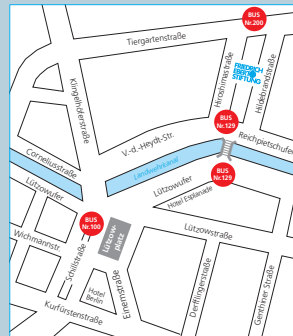 BUS
Nr.200
Tiergartenstraße
FRIEDRICH
EBERT
STIFTUNG
Hiroshimastraße
Hildebrandstraße
Klingelhöferstraße
BUS
Nr.129
Reichpietschufer
V.-d.-Heydt-Str.
Corneliusstraße
Landwehrkanal
Lützowufer
Lützowufer
BUS
Nr.129
Hotel Esplanade
BUS
Nr.100
Lützow-
platz
Lützowstraße
Wichmannstr.
Schillstraße
Hotel
Berlin
Einemstraße
Derfflingerstraße
Genthiner Straße
Kurfürstenstraße